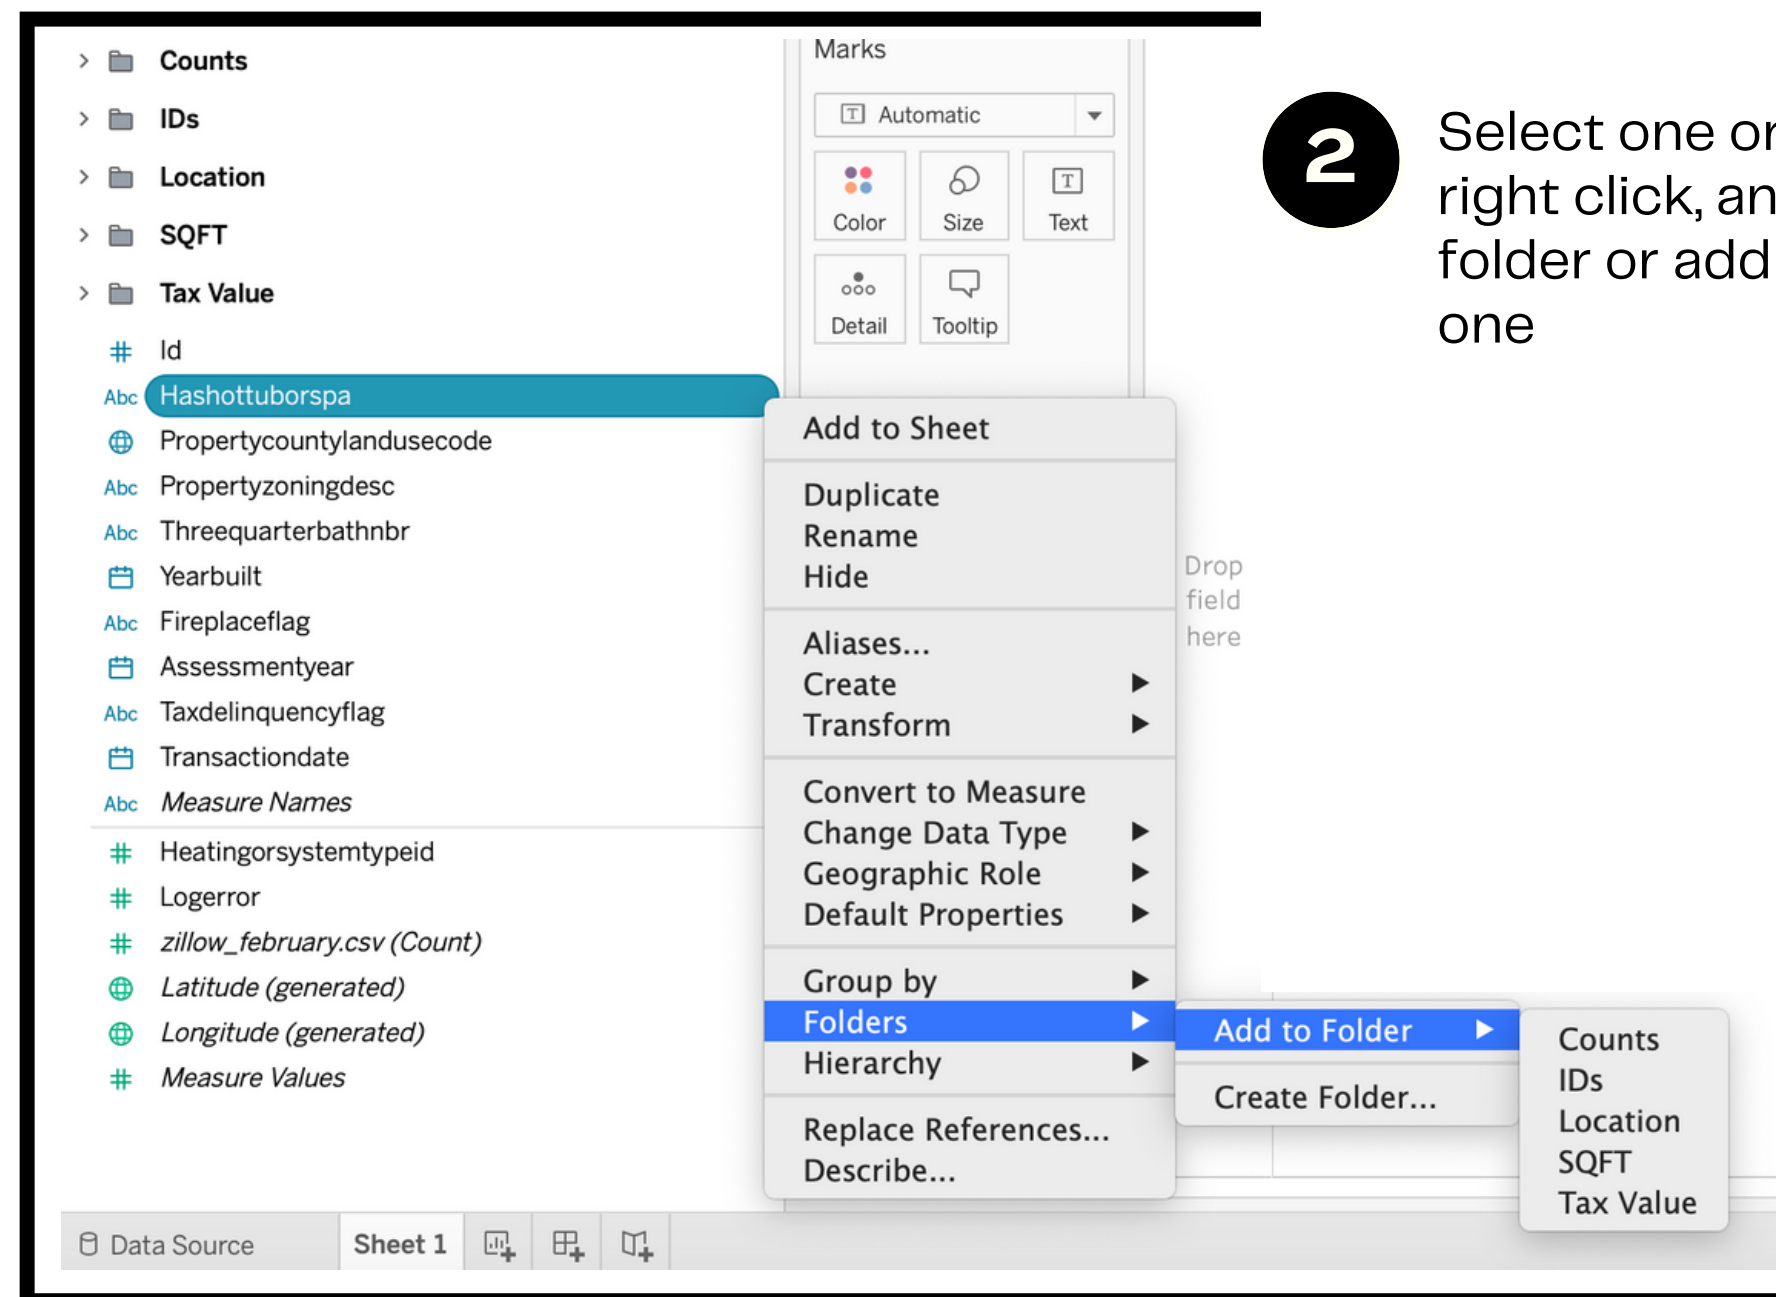 Counts
IDs
Location
SQFT
Tax Value
# Id
Abc Hashottuborspa
Propertycountylandusecode
Abc Propertyzoningdesc
Abc Threequarterbathnbr
Yearbuilt
Abc Fireplaceflag
Assessmentyear
Abc Taxdelinquencyflag
Transactiondate
Abc Measure Names
# Heatingorsystemtypeid
# Logerror
# zillow_february.csv (Count)
Latitude (generated)
Longitude (generated)
# Measure Values
Data Source
Sheet 1
Marks
T Automatic
Color
Size
T
Text
Detail
Tooltip
Add to Sheet
Duplicate
Rename
Hide
Aliases...
Create
Transform
Convert to Measure
Change Data Type
Geographic Role
Default Properties
Group by
Folders
Hierarchy
Replace References...
Describe...
Add to Folder
Create Folder...
Counts
IDs
Location
SQFT
Tax Value
Drop
field
here
2
Select one or
right click, an
folder or add
one